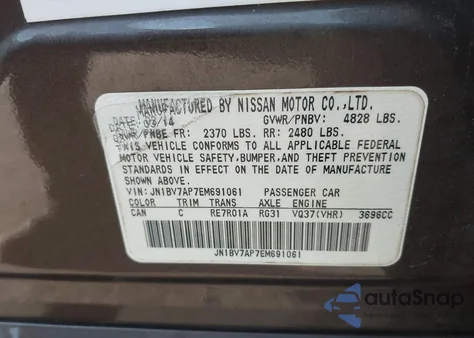 MANUFACTURED BY NISSAN MOTOR CO.,LTD.
DATE: 03/14 GVWR/PNBV: 4828 LBS.
GWWR/PNBE FR: 2370 LBS. RR: 2480 LBS.
THIS VEHICLE CONFORMS TO ALL APPLICABLE FEDERAL
MOTOR VEHICLE SAFETY,BUMPER,AND THEFT PREVENTION
STANDARDS IN EFFECT ON THE DATE OF MANUFACTURE
SHOWN ABOVE.
VIN: JN1BV7AP7EM691061 PASSENGER CAR
COLOR TRIM TRANS AXLE ENGINE
CAN C RE7R01A RG31 VQ37(VHR) 3696CC
JN1BV7AP7EM691061
autoSnap